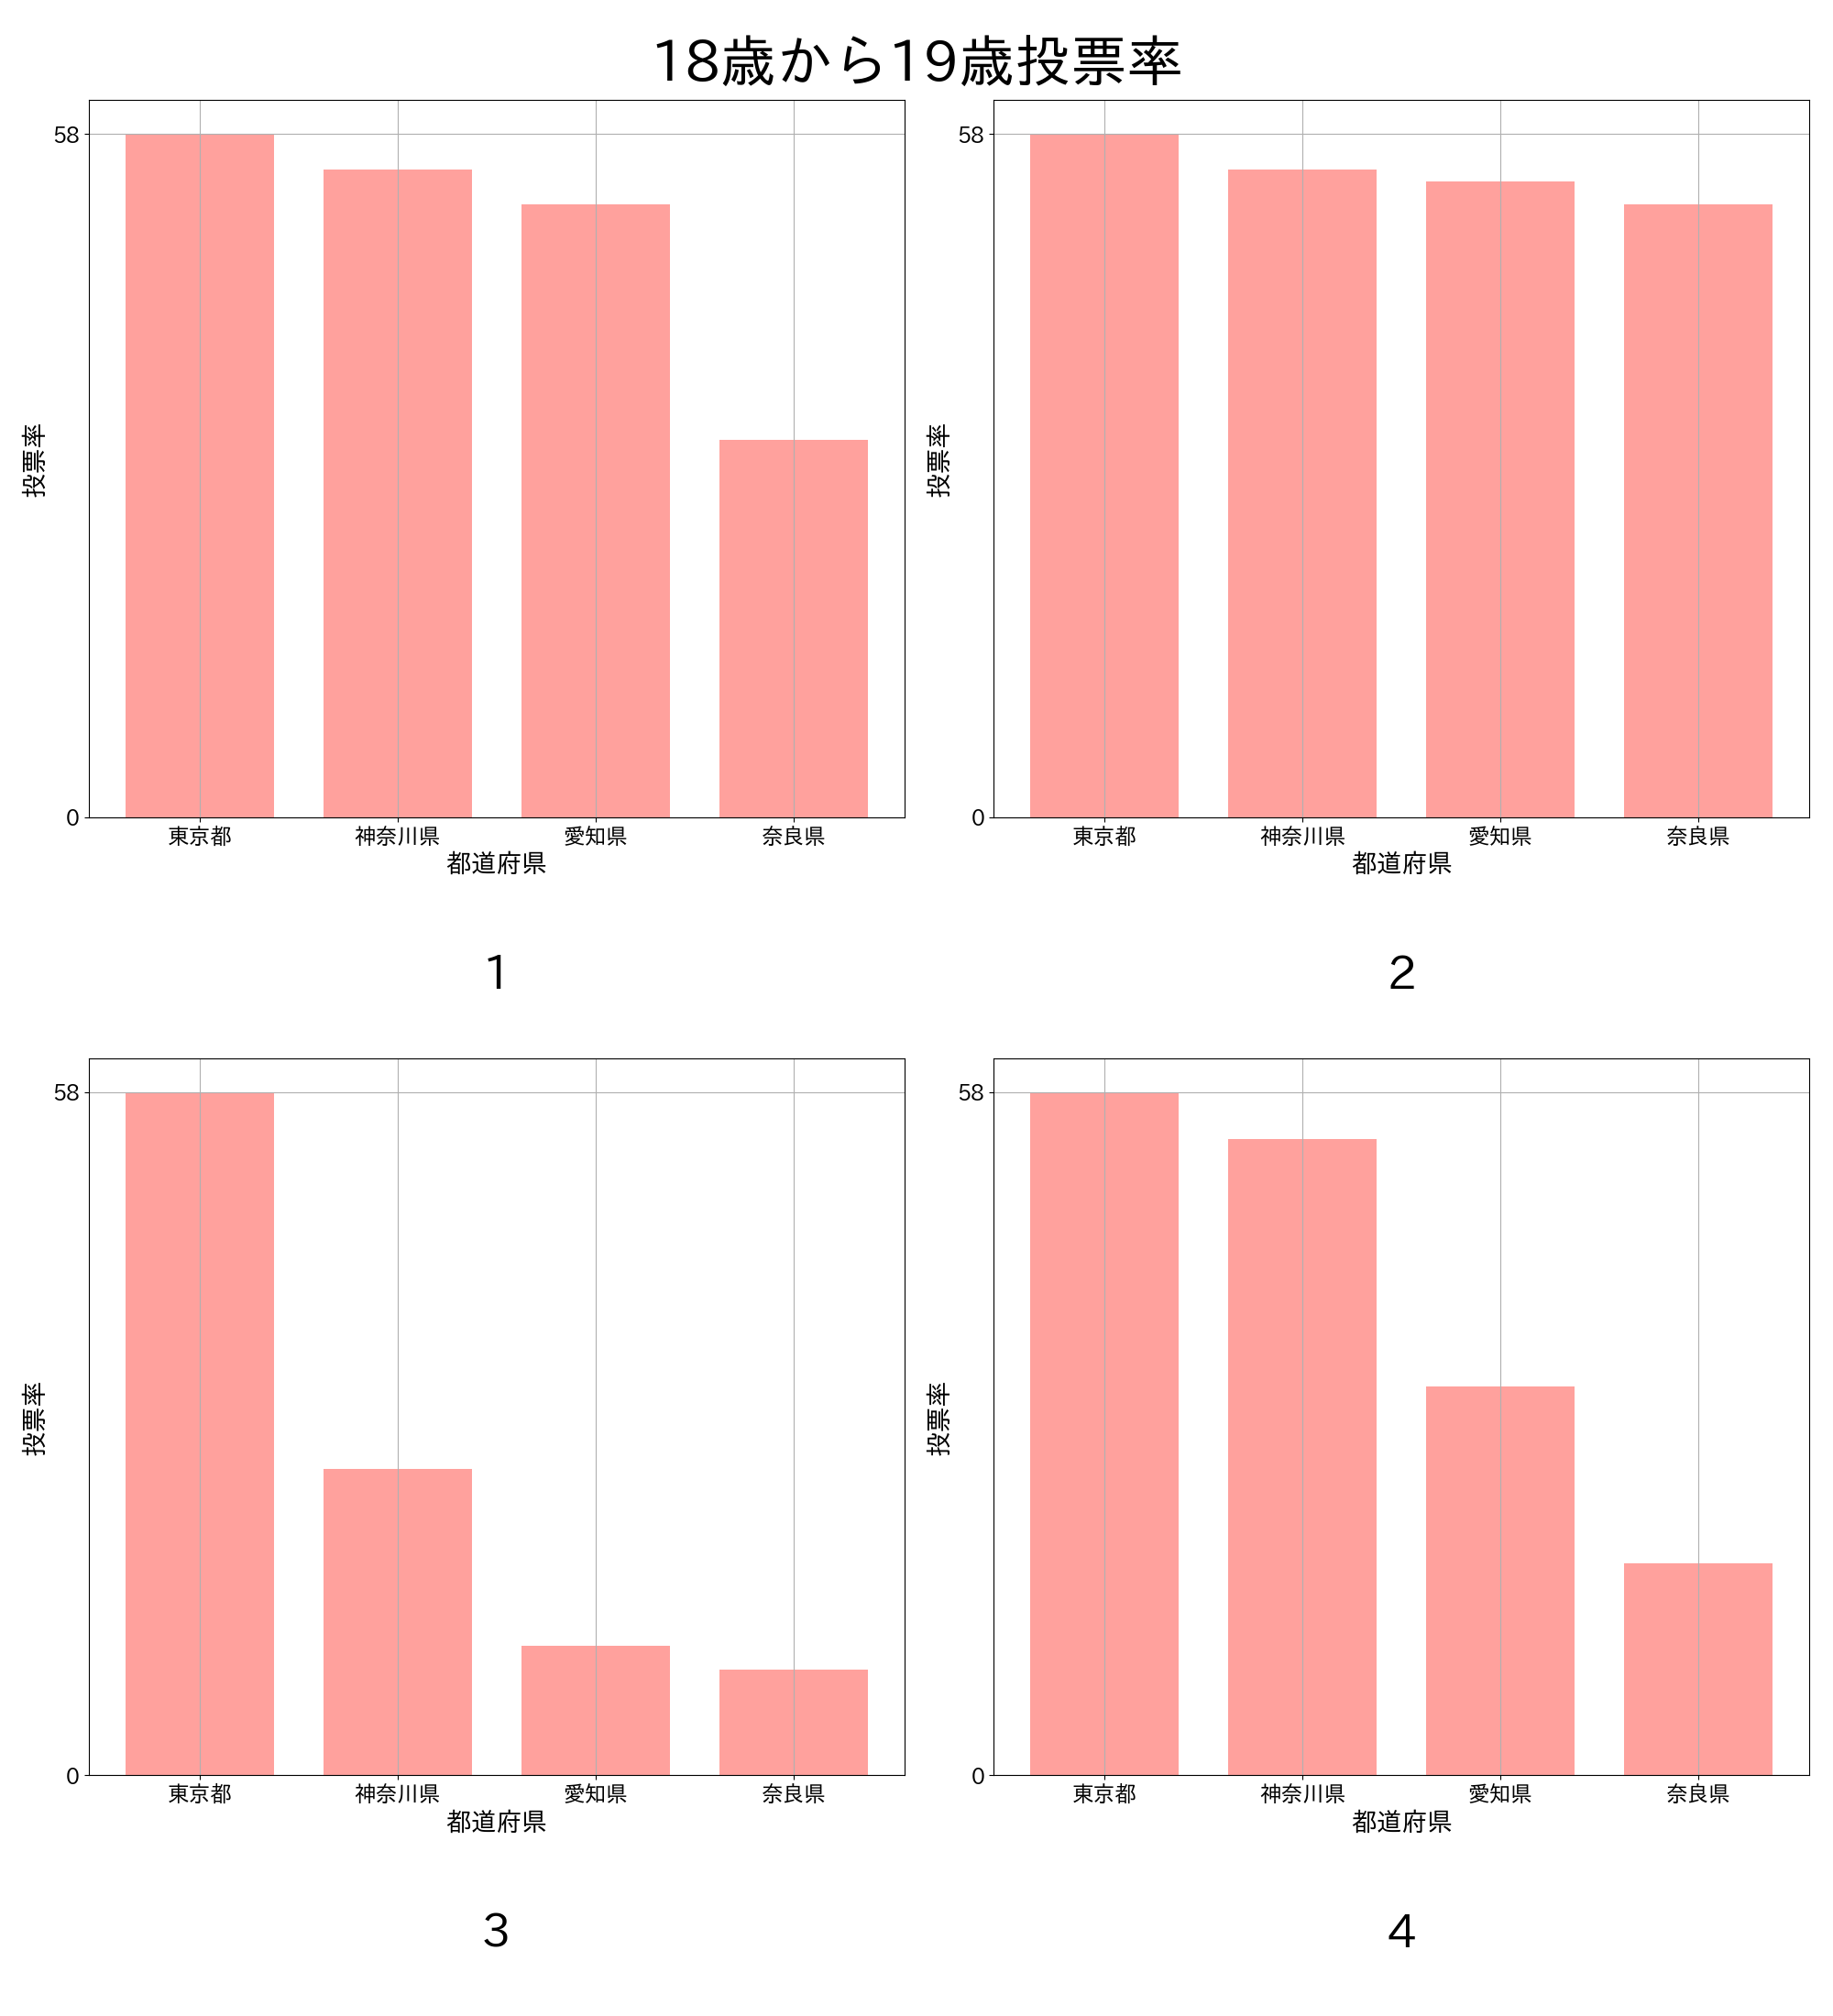 18歳から19歳投票率
58
0
投票率
東京都 神奈川県 愛知県 奈良県
都道府県
1
58
0
投票率
東京都 神奈川県 愛知県 奈良県
都道府県
2
58
0
投票率
東京都 神奈川県 愛知県 奈良県
都道府県
3
58
0
投票率
東京都 神奈川県 愛知県 奈良県
都道府県
4